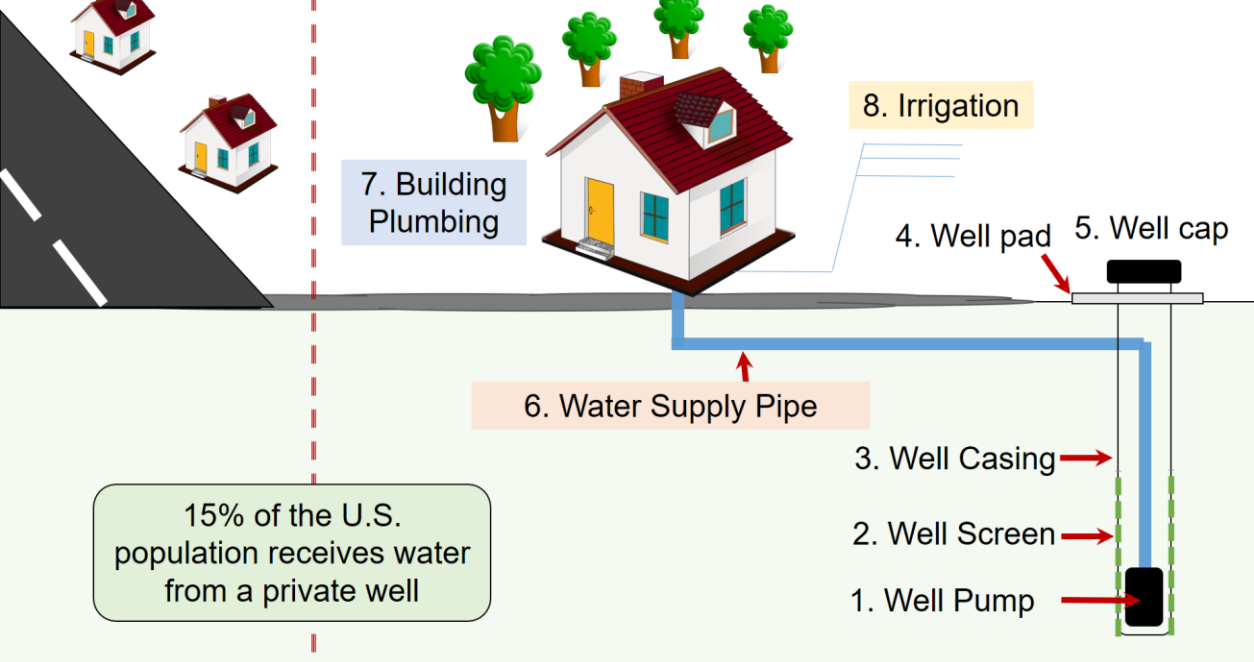 8. Irrigation
7. Building
Plumbing
4. Well pad
5. Well cap
6. Water Supply Pipe
3. Well Casing
15% of the U.S.
population receives water
from a private well
2. Well Screen
1. Well Pump